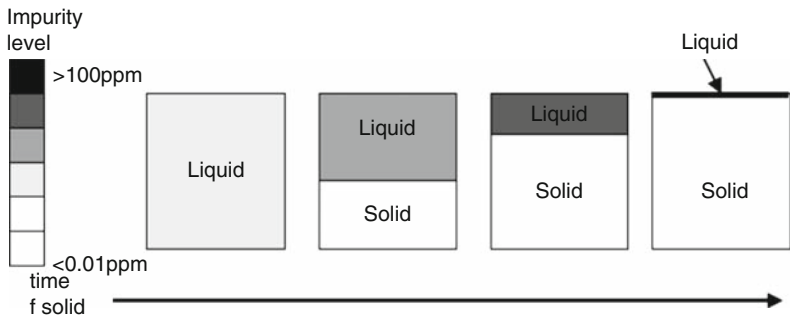 Impurity
level
>100ppm
<0.01ppm
time
f solid
Liquid
Liquid
Solid
Liquid
Solid
Liquid
Solid